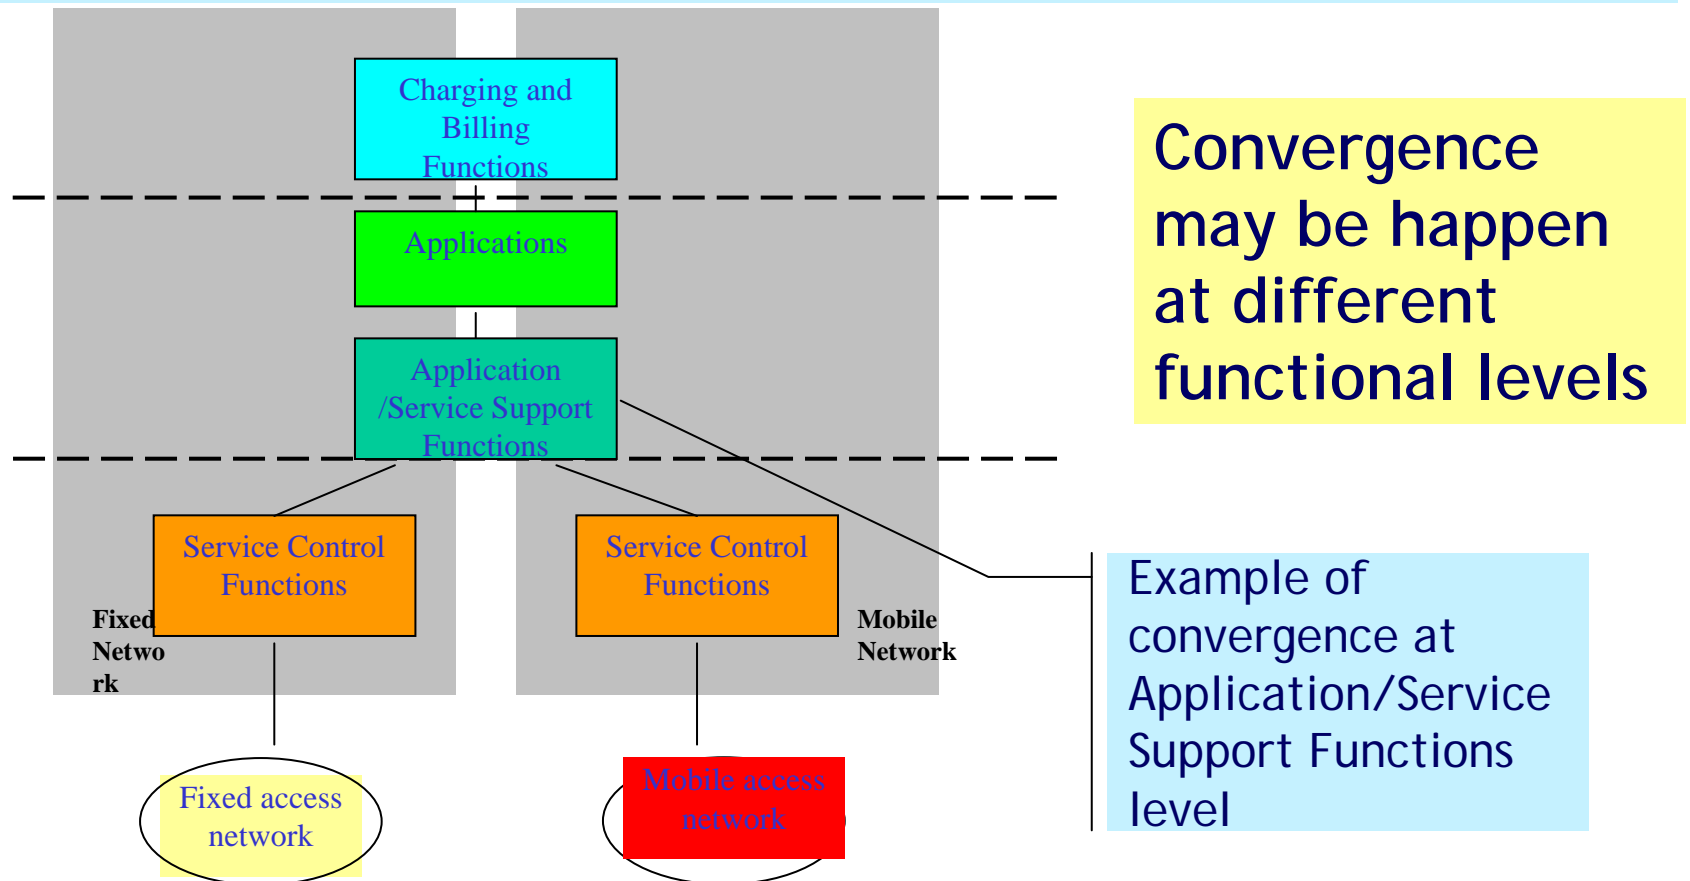 Charging and
Billing
Functions
Applications
Application
/Service Support
Functions
Service Control
Functions
Service Control
Functions
Fixed
Netwo
rk
Mobile
Network
Fixed access
network
Mobile access
network
Convergence
may be happen
at different
functional levels
Example of
convergence at
Application/Service
Support Functions
level